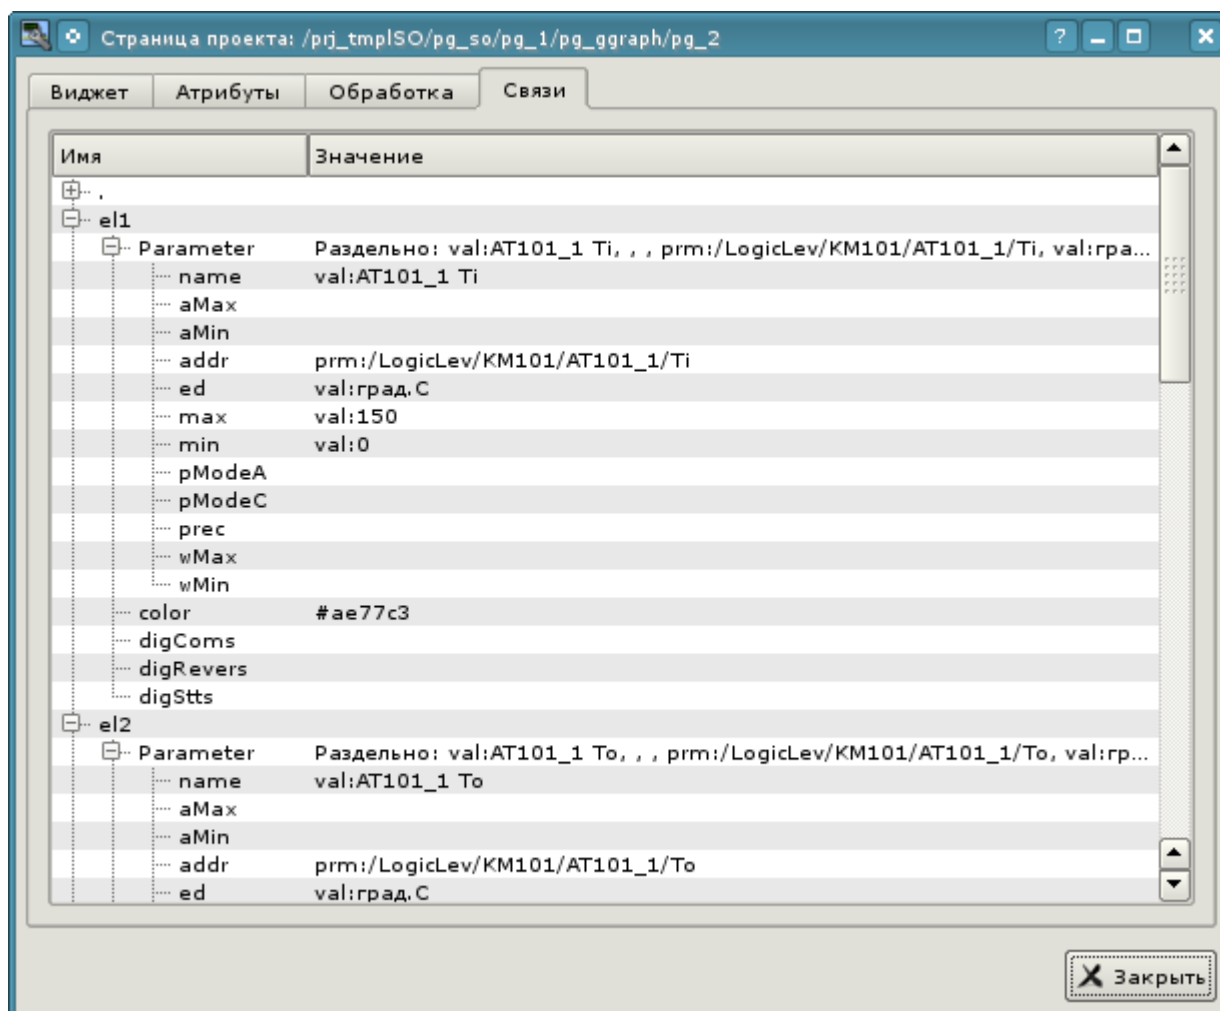 Страница проекта: /prj_tmplSO/pg_so/pg_1/pg_ggraph/pg_2
Виджет Атрибуты Обработка Связи
Имя Значение
.
el1
Parameter Раздельно: val:AT101_1 Ti, , , prm:/LogicLev/KM101/AT101_1/Ti, val:гра...
name val:AT101_1 Ti
aMax
aMin
addr prm:/LogicLev/KM101/AT101_1/Ti
ed val:град.С
max val:150
min val:0
pModeA
pModeC
prec
wMax
wMin
color #ae77c3
digComs
digRevers
digStts
el2
Parameter Раздельно: val:AT101_1 To, , , prm:/LogicLev/KM101/AT101_1/To, val:гр...
name val:AT101_1 To
aMax
aMin
addr prm:/LogicLev/KM101/AT101_1/To
ed val:град.С
Закрыть